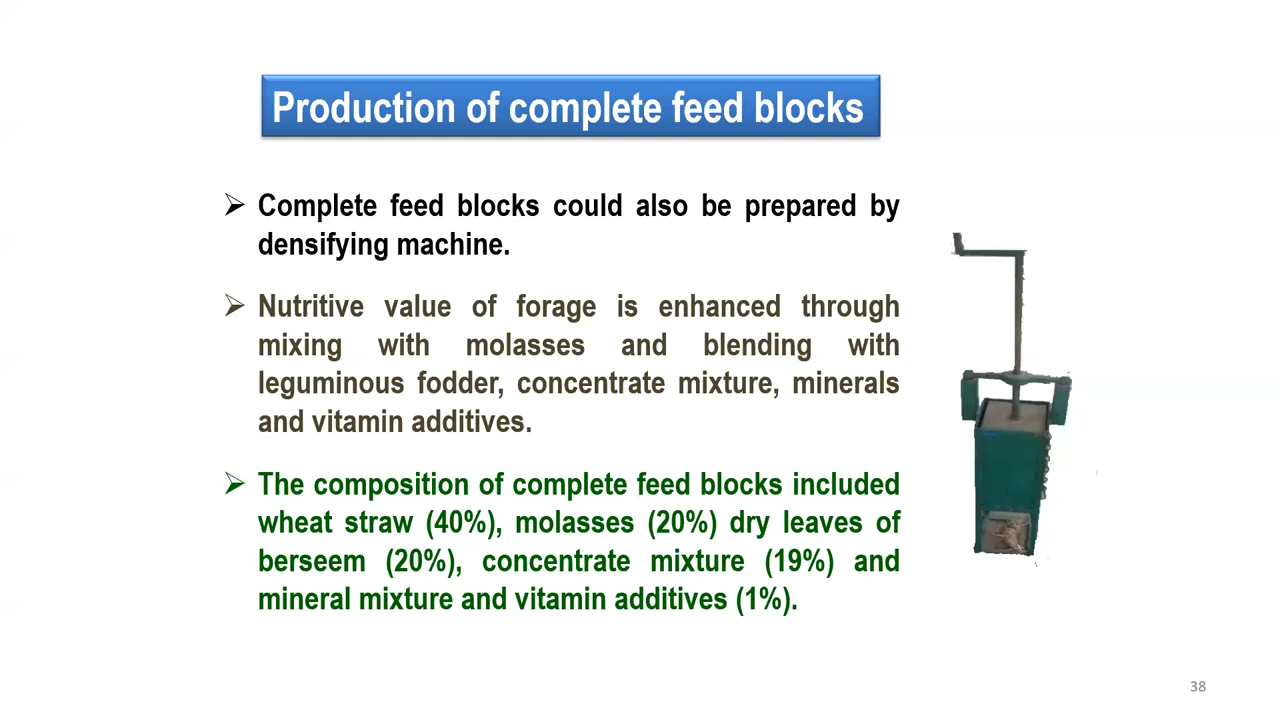 Production of complete feed blocks
➢ Complete feed blocks could also be prepared by
densifying machine.
➢ Nutritive value of forage is enhanced through
mixing with molasses and blending with
leguminous fodder, concentrate mixture, minerals
and vitamin additives.
➢ The composition of complete feed blocks included
wheat straw (40%), molasses (20%) dry leaves of
berseem (20%), concentrate mixture (19%) and
mineral mixture and vitamin additives (1%).
38